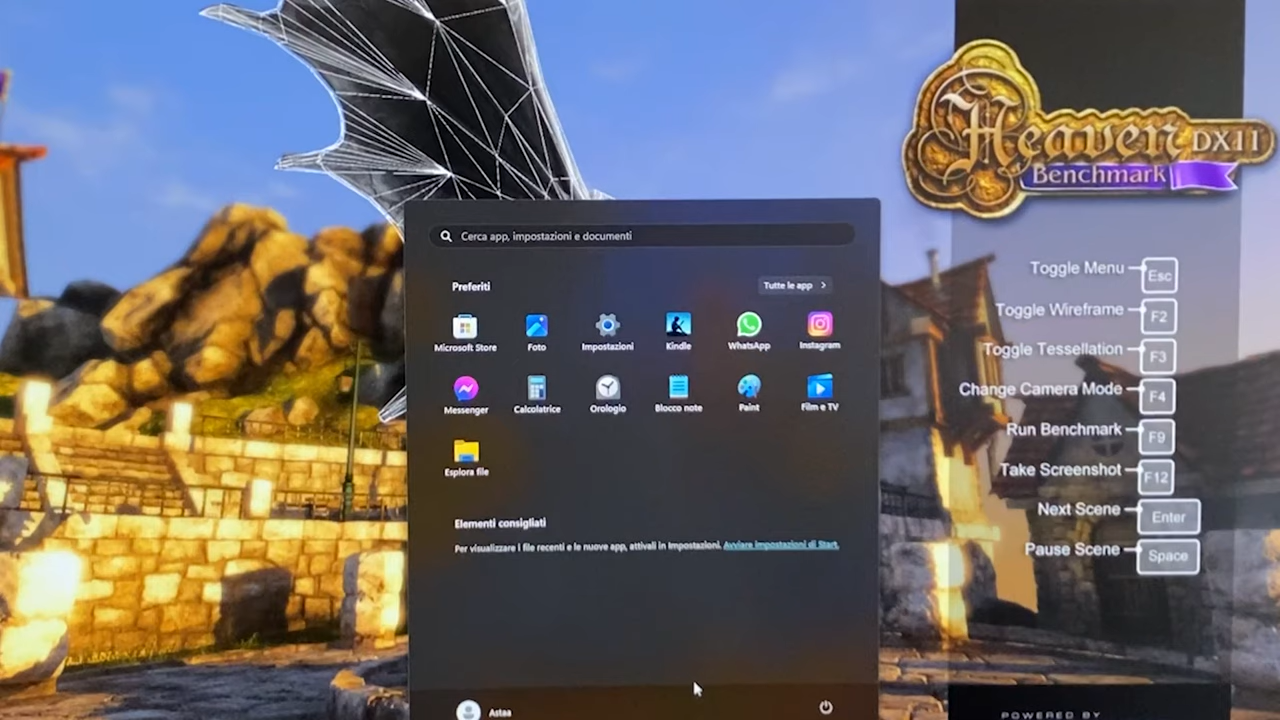 Heaven DX11
Benchmark
Cerca app, impostazioni e documenti
Preferiti
Tutte le app >
Microsoft Store
Foto
Impostazioni
Kindle
WhatsApp
Instagram
Messenger
Calcolatrice
Orologio
Blocco note
Paint
Film e TV
Esplora file
Elementi consigliati
Per visualizzare i file recenti e le nuove app, attivali in Impostazioni. Avviare impostazioni di Start.
Astaa
Toggle Menu Esc
Toggle Wireframe F2
Toggle Tessellation F3
Change Camera Mode F4
Run Benchmark F9
Take Screenshot F12
Next Scene Enter
Pause Scene Space
POWERED BY